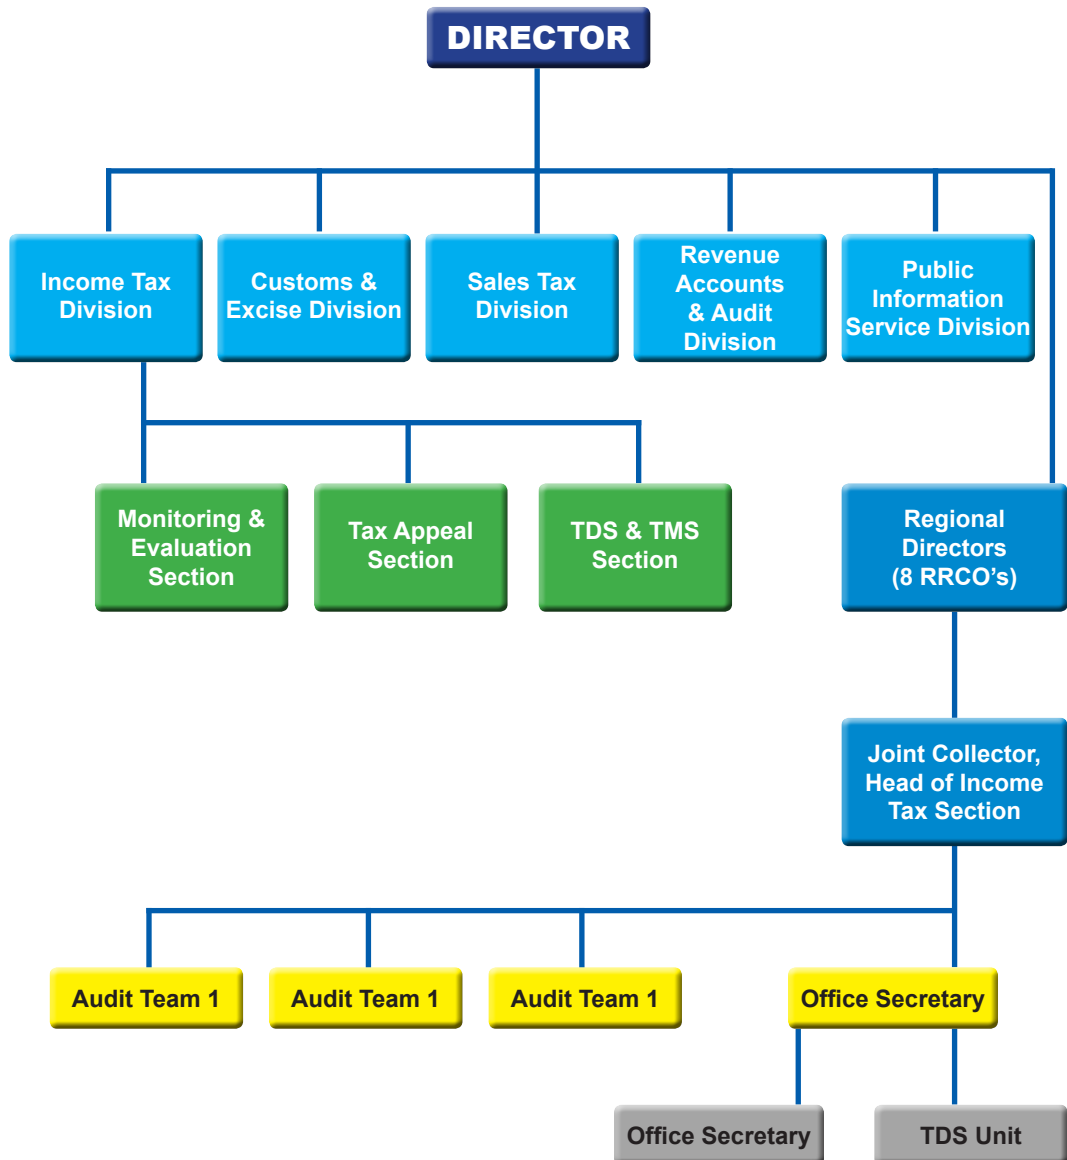 DIRECTOR
Income Tax
Division
Customs &
Excise Division
Sales Tax
Division
Revenue
Accounts
& Audit
Division
Public
Information
Service Division
Monitoring &
Evaluation
Section
Tax Appeal
Section
TDS & TMS
Section
Regional
Directors
(8 RRCO’s)
Joint Collector,
Head of Income
Tax Section
Audit Team 1
Audit Team 1
Audit Team 1
Office Secretary
Office Secretary
TDS Unit